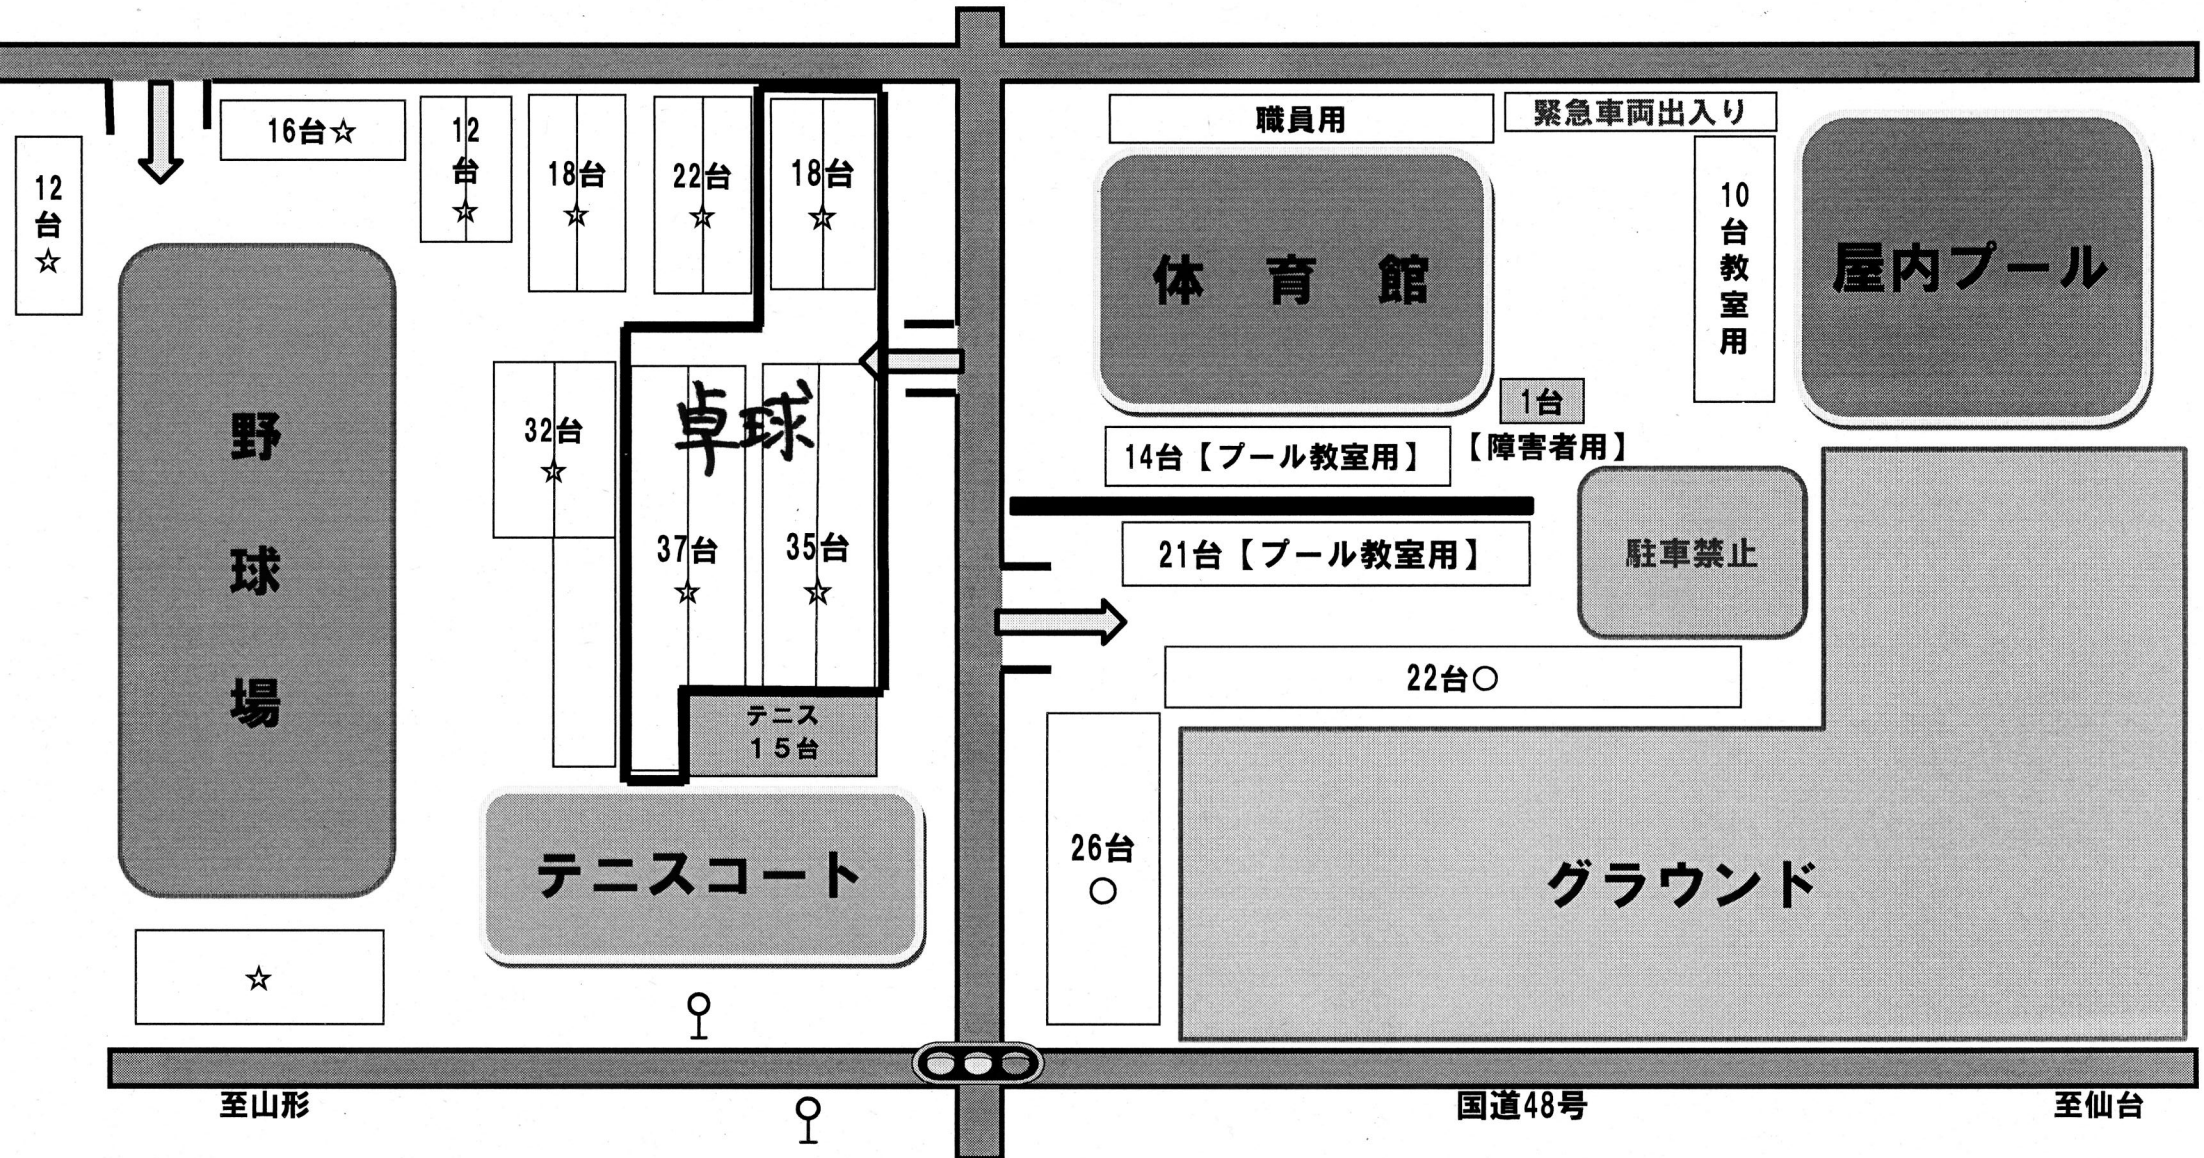 12
台
☆
16台☆
12
台
☆
18台
☆
22台
☆
18台
☆
32台
☆
卓球
37台
☆
35台
☆
テニス
15台
野
球
場
☆
テニスコート
至山形
職員用
緊急車両出入り
体育館
10
台
教
室
用
屋内プール
1台
【障害者用】
14台【プール教室用】
21台【プール教室用】
駐車禁止
22台○
26台
○
グラウンド
国道48号
至仙台